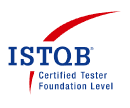 ISTQB®
Certified Tester
Foundation Level